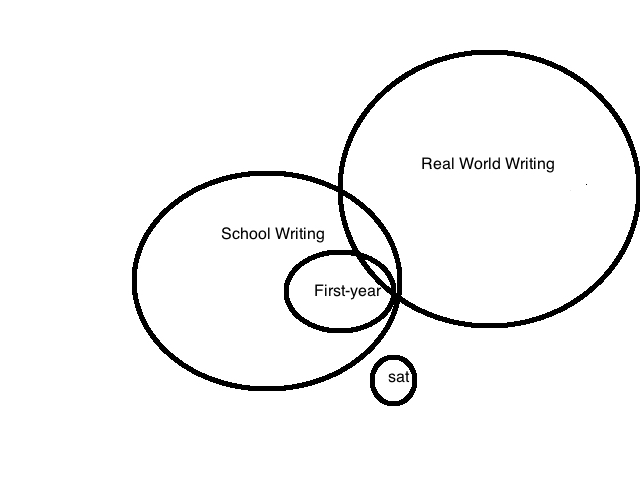 Real World Writing
School Writing
First-year
sat